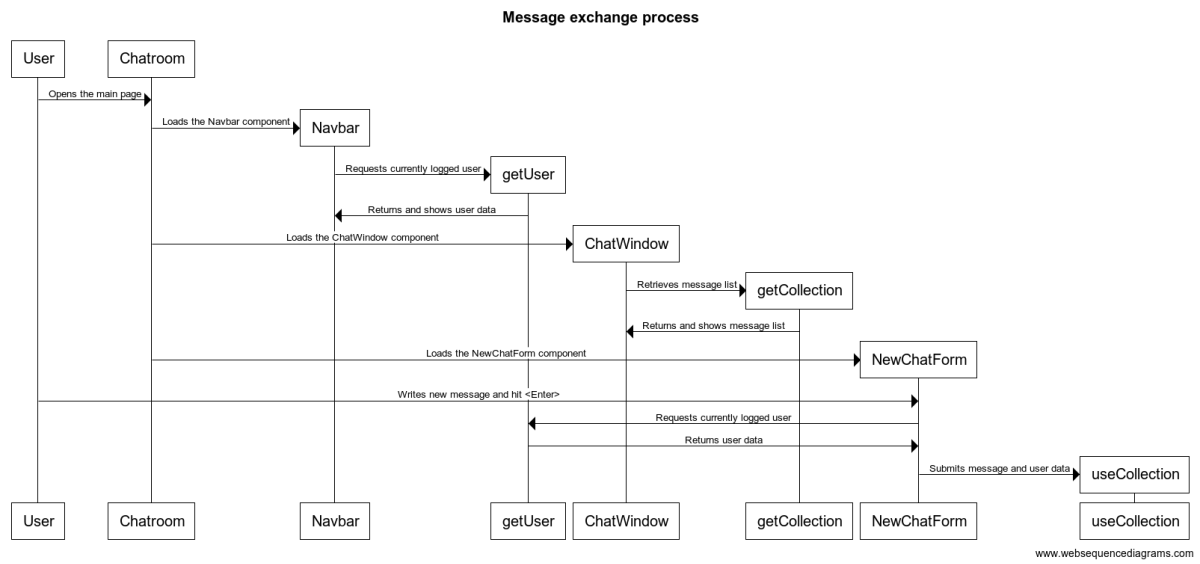 Message exchange process
User
Chatroom
Opens the main page
Loads the Navbar component
Navbar
Requests currently logged user
getUser
Returns and shows user data
Loads the ChatWindow component
ChatWindow
Retrieves message list
getCollection
Returns and shows message list
Loads the NewChatForm component
NewChatForm
Writes new message and hit <Enter>
Requests currently logged user
Returns user data
Submits message and user data
useCollection
User
Chatroom
Navbar
getUser
ChatWindow
getCollection
NewChatForm
useCollection
www.websequencediagrams.com